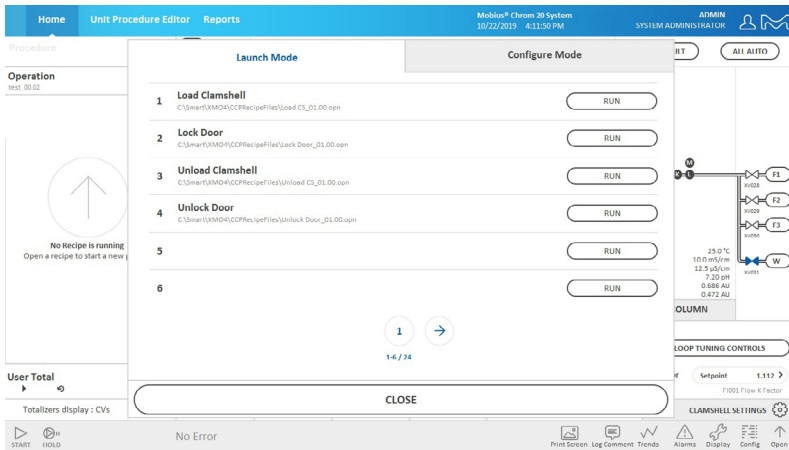 Home
Unit Procedure Editor
Reports
Mobius® Chrom 20 System
10/22/2019 4:11:50 PM
ADMIN
SYSTEM ADMINISTRATOR
Procedure
Operation
test_00.02
No Recipe is running
Open a recipe to start a new
User Total
Totalizers display : CVs
Launch Mode
Configure Mode
1 Load Clamshell RUN
C:\Smart\XMO4\CCPRecipeFiles\Load CS_01.00.opn
2 Lock Door RUN
C:\Smart\XMO4\CCPRecipeFiles\Lock Door_01.00.opn
3 Unload Clamshell RUN
C:\Smart\XMO4\CCPRecipeFiles\Unload CS_01.00.opn
4 Unlock Door RUN
C:\Smart\XMO4\CCPRecipeFiles\Unlock Door_01.00.opn
5 RUN
6 RUN
1
1-6 / 24
CLOSE
ALL AUTO
M
K L
F1
XV028
F2
XV029
F3
XV030
W
XV031
25.0 °C
10.0 mS/cm
12.5 µS/cm
7.20 pH
0.686 AU
0.472 AU
OLUMN
LOOP TUNING CONTROLS
Setpoint 1.112
FI001 Flow K Factor
CLAMSHELL SETTINGS
START
HOLD
No Error
Print Screen
Log Comment
Trends
Alarms
Display
Config
Open